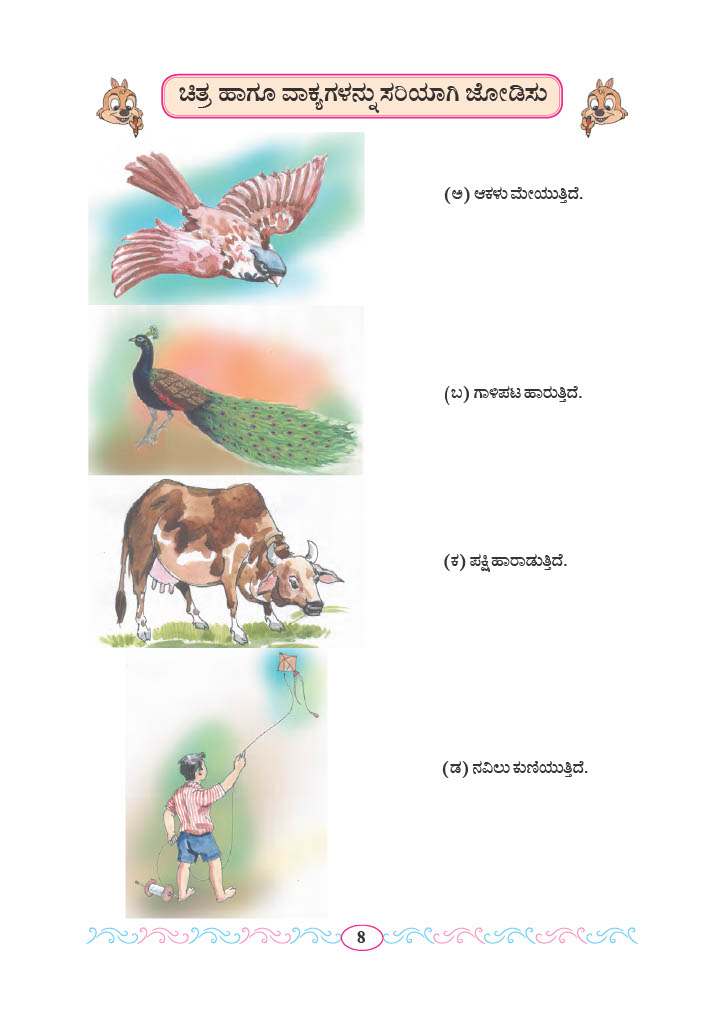 ಚಿತ್ರ ಹಾಗೂ ವಾಕ್ಯಗಳನ್ನು ಸರಿಯಾಗಿ ಜೋಡಿಸು
(ಅ) ಆಕಳು ಮೇಯುತ್ತಿದೆ.
(ಬ) ಗಾಳಿಪಟ ಹಾರುತ್ತಿದೆ.
(ಕ) ಪಕ್ಷಿ ಹಾರಾಡುತ್ತಿದೆ.
(ಡ) ನವಿಲು ಕುಣಿಯುತ್ತಿದೆ.
8